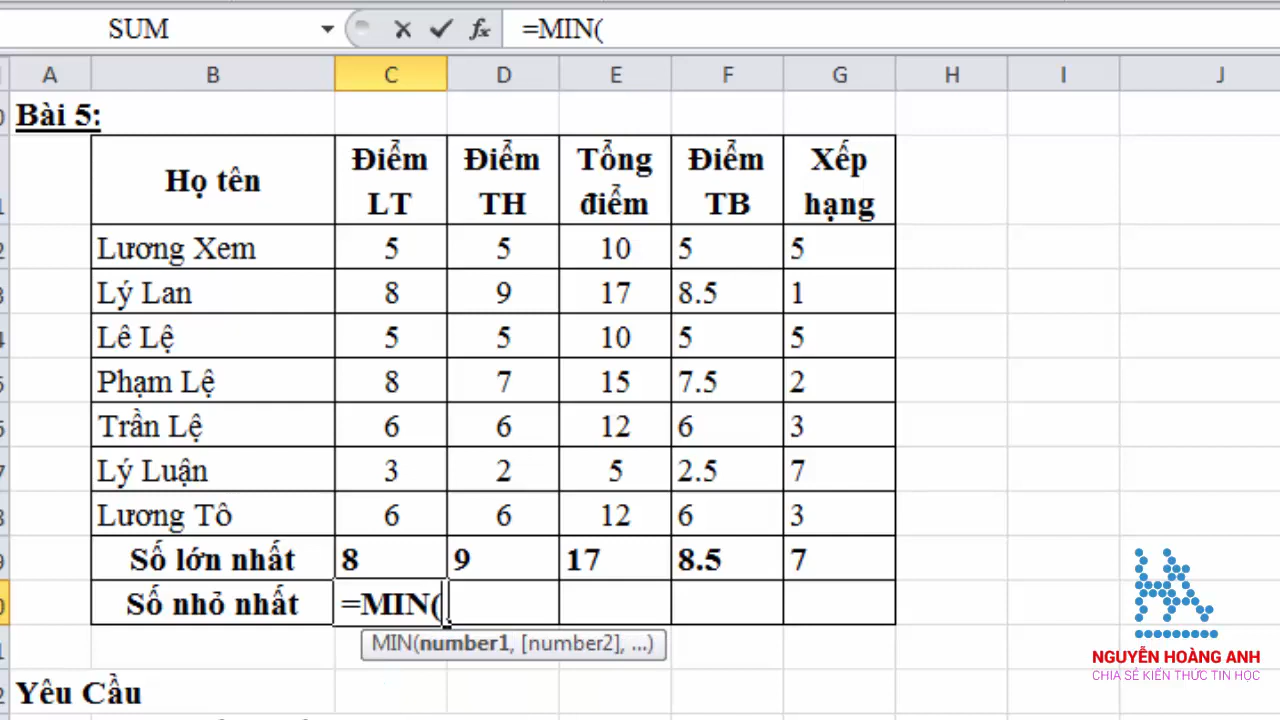 SUM =MIN(
A B C D E F G H I J
Bài 5:
Họ tên Điểm LT Điểm TH Tổng điểm Điểm TB Xếp hạng
Lương Xem 5 5 10 5 5
Lý Lan 8 9 17 8.5 1
Lê Lệ 5 5 10 5 5
Phạm Lệ 8 7 15 7.5 2
Trần Lệ 6 6 12 6 3
Lý Luận 3 2 5 2.5 7
Lương Tô 6 6 12 6 3
Số lớn nhất 8 9 17 8.5 7
Số nhỏ nhất =MIN(
MIN(number1, [number2], ...)
Yêu Cầu
NGUYỄN HOÀNG ANH
CHIA SẺ KIẾN THỨC TIN HỌC